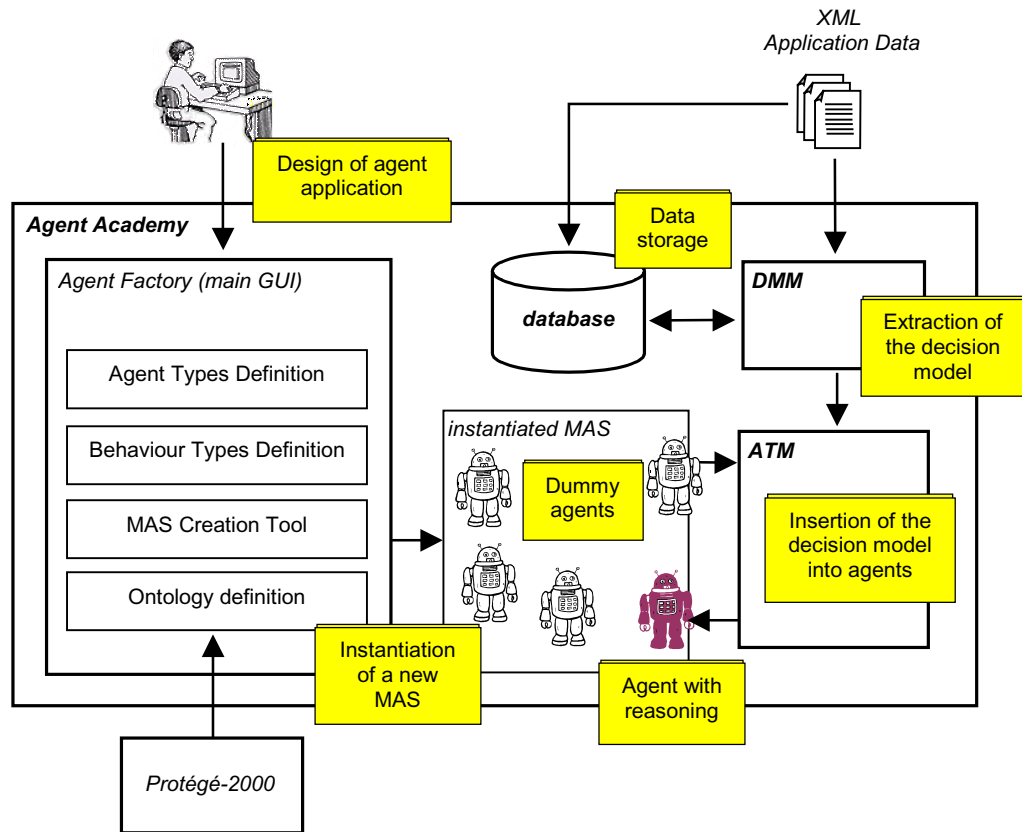 XML
Application Data
Design of agent
application
Agent Academy
Data
storage
Agent Factory (main GUI)
DMM
database
Extraction of
the decision
model
Agent Types Definition
Behaviour Types Definition
MAS Creation Tool
Ontology definition
instantiated MAS
Dummy
agents
ATM
Insertion of the
decision model
into agents
Instantiation
of a new
MAS
Agent with
reasoning
Protégé-2000